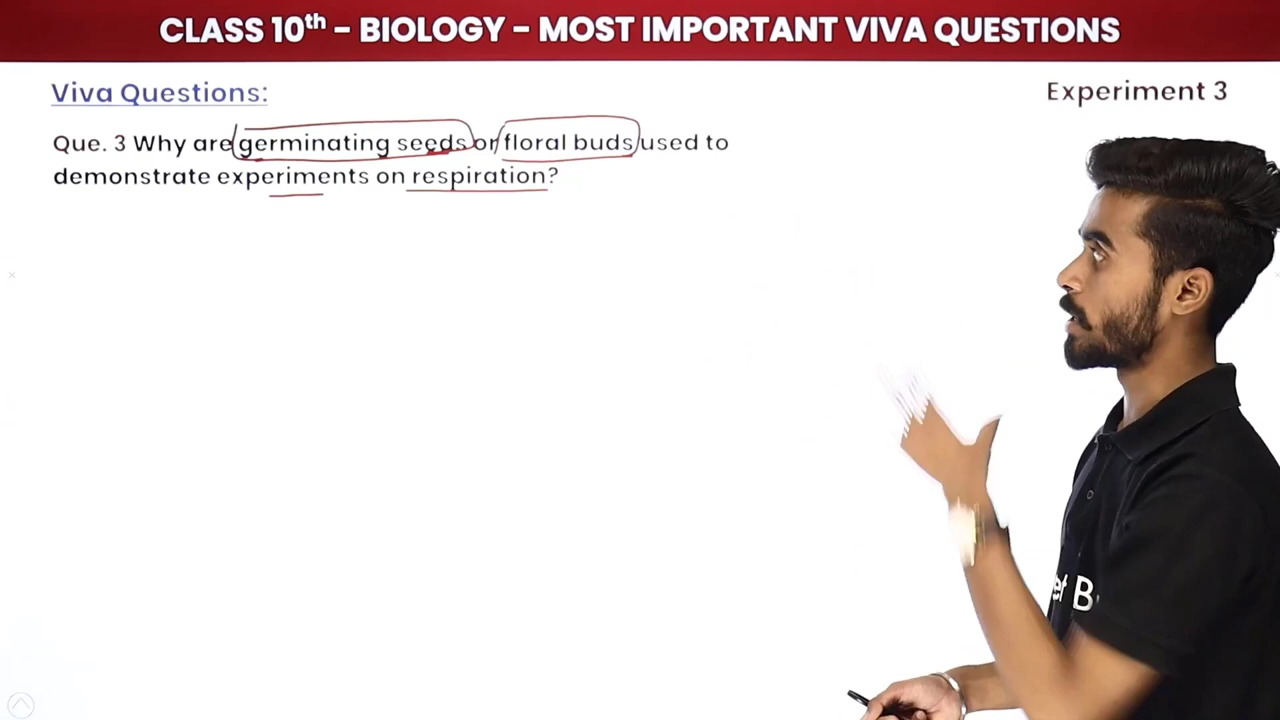 CLASS 10th – BIOLOGY – MOST IMPORTANT VIVA QUESTIONS
Viva Questions:
Experiment 3
Que. 3 Why are germinating seeds or floral buds used to
demonstrate experiments on respiration?
B